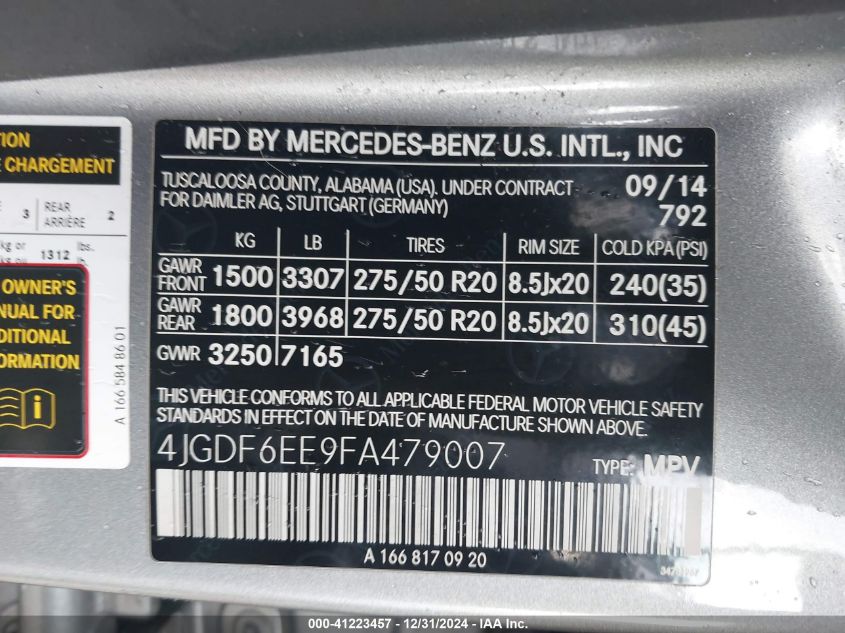 TION
E CHARGEMENT
3 REAR ARRIÈRE 2
kg or 1312 lbs.
kg ou lb.
OWNER'S
ANUAL FOR
DITIONAL
FORMATION
A 166 584 86 01
MFD BY MERCEDES-BENZ U.S. INTL., INC
TUSCALOOSA COUNTY, ALABAMA (USA). UNDER CONTRACT 09/14
FOR DAIMLER AG, STUTTGART (GERMANY) 792
KG LB TIRES RIM SIZE COLD KPA(PSI)
GAWR FRONT 1500 3307 275/50 R20 8.5Jx20 240(35)
GAWR REAR 1800 3968 275/50 R20 8.5Jx20 310(45)
GVWR 3250 7165
THIS VEHICLE CONFORMS TO ALL APPLICABLE FEDERAL MOTOR VEHICLE SAFETY
STANDARDS IN EFFECT ON THE DATE OF MANUFACTURE SHOWN ABOVE.
4JGDF6EE9FA479007 TYPE: MPV
A 166 817 09 20
000-41223457 - 12/31/2024 - IAA Inc.